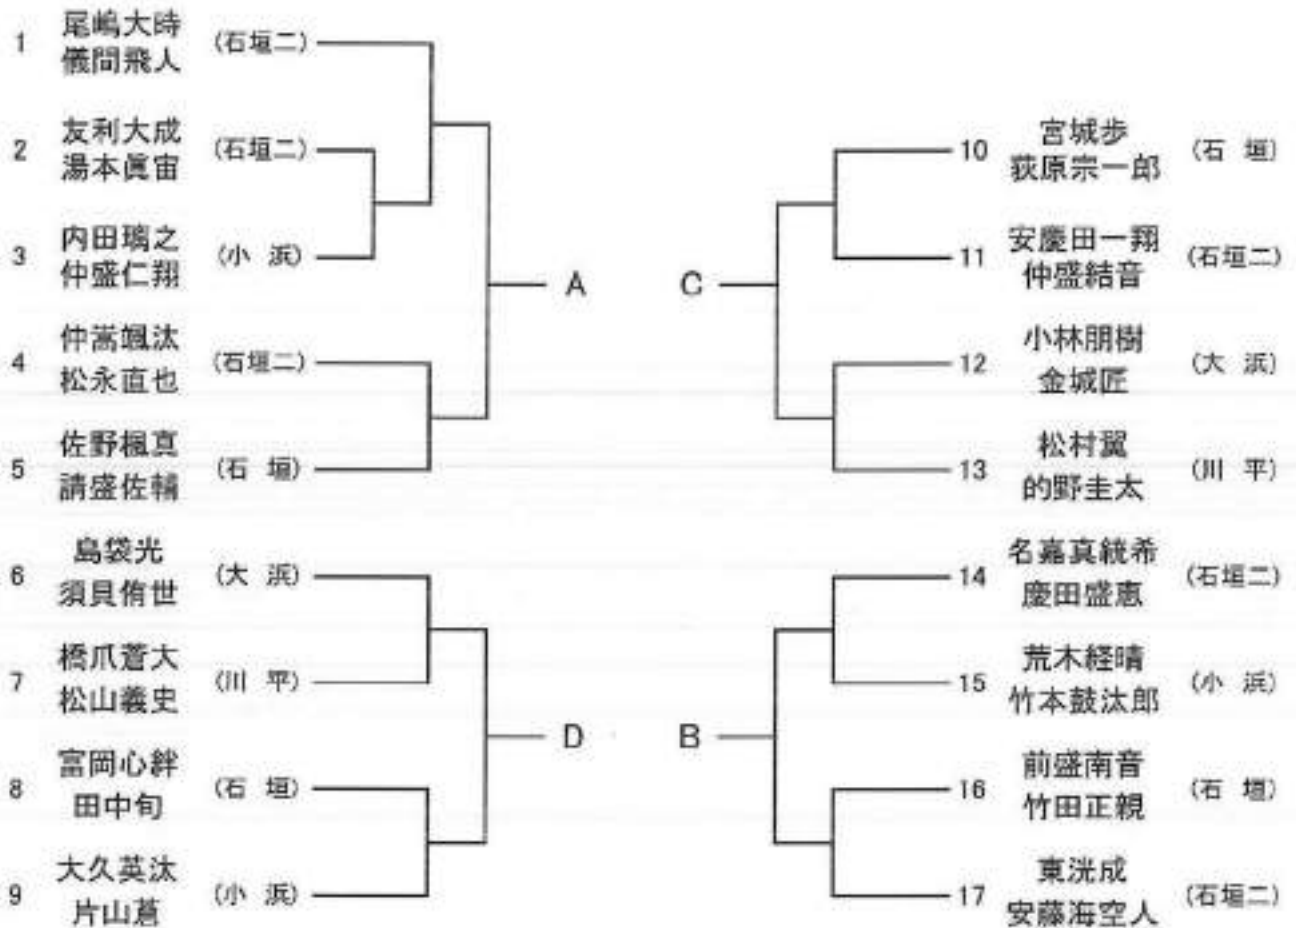 1 尾嶋大時 (石垣二)
儀間飛人
2 友利大成 (石垣二)
湯本眞宙
3 内田璃之 (小 浜)
仲盛仁翔
4 仲嵩颯汰 (石垣二)
松永直也
5 佐野楓真 (石 垣)
請盛佐輔
6 島袋光 (大 浜)
須貝侑世
7 橋爪蒼大 (川 平)
松山義史
8 富岡心絆 (石 垣)
田中旬
9 大久英汰 (小 浜)
片山蒼
A
D
C
B
10 宮城歩 (石 垣)
荻原宗一郎
11 安慶田一翔 (石垣二)
仲盛結音
12 小林朋樹 (大 浜)
金城匠
13 松村翼 (川 平)
的野圭太
14 名嘉真統希 (石垣二)
慶田盛恵
15 荒木経晴 (小 浜)
竹本鼓汰郎
16 前盛南音 (石 垣)
竹田正親
17 東洸成 (石垣二)
安藤海空人